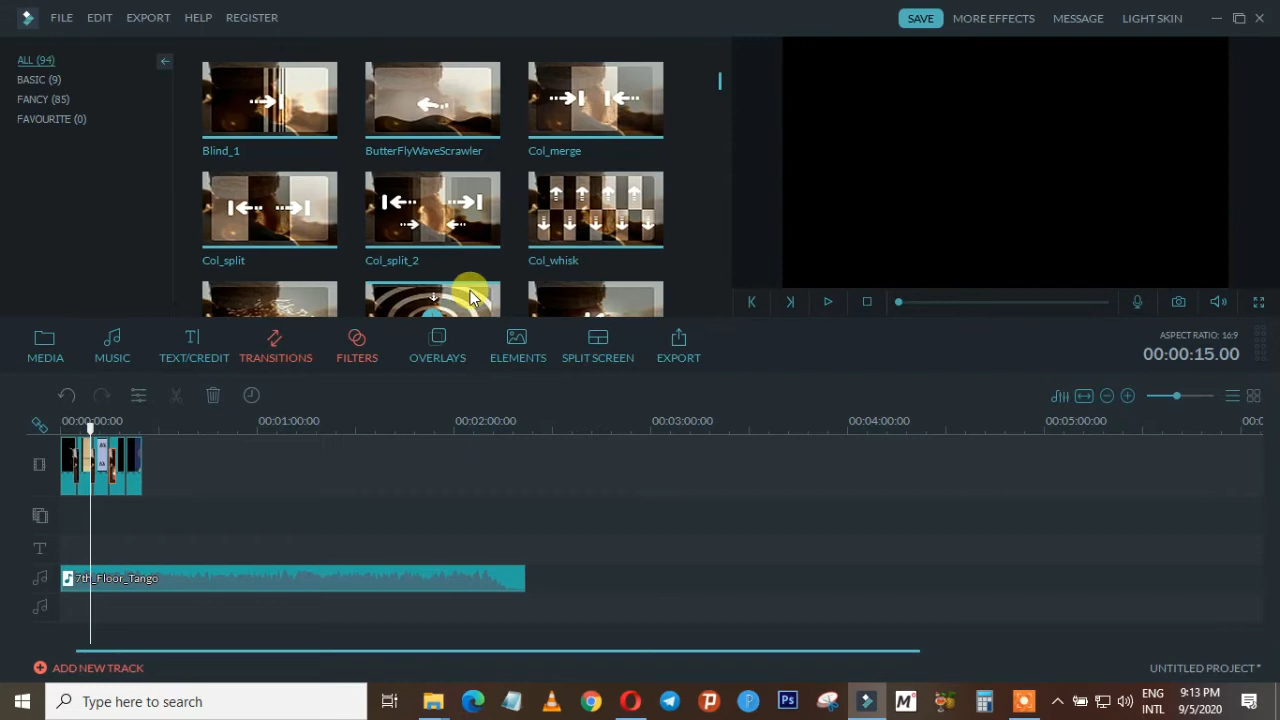 FILE EDIT EXPORT HELP REGISTER
SAVE MORE EFFECTS MESSAGE LIGHT SKIN
ALL (94)
BASIC (9)
FANCY (85)
FAVOURITE (0)
Blind_1 ButterFlyWaveScrawler Col_merge
Col_split Col_split_2 Col_whisk
MEDIA MUSIC TEXT/CREDIT TRANSITIONS FILTERS OVERLAYS ELEMENTS SPLIT SCREEN EXPORT
ASPECT RATIO: 16:9
00:00:15.00
00:00:00:00 00:01:00:00 00:02:00:00 00:03:00:00 00:04:00:00 00:05:00:00
T
7th_Floor_Tango
ADD NEW TRACK
UNTITLED PROJECT *
Type here to search
Ps
ENG
INTL
9:13 PM
9/5/2020